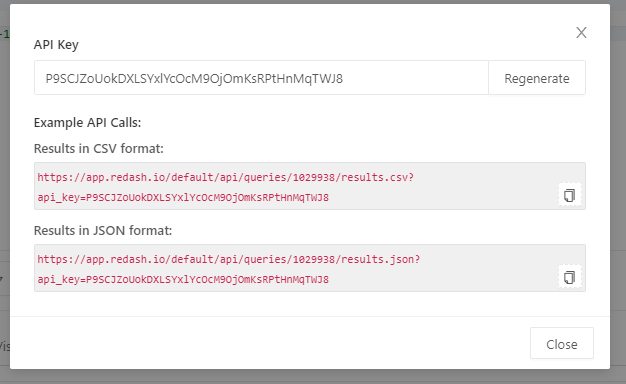 API Key
P9SCJZoUokDXLSYxlYcOcM9OjOmKsRPtHnMqTWJ8
Regenerate
Example API Calls:
Results in CSV format:
https://app.redash.io/default/api/queries/1029938/results.csv?
api_key=P9SCJZoUokDXLSYxlYcOcM9OjOmKsRPtHnMqTWJ8
Results in JSON format:
https://app.redash.io/default/api/queries/1029938/results.json?
api_key=P9SCJZoUokDXLSYxlYcOcM9OjOmKsRPtHnMqTWJ8
Close